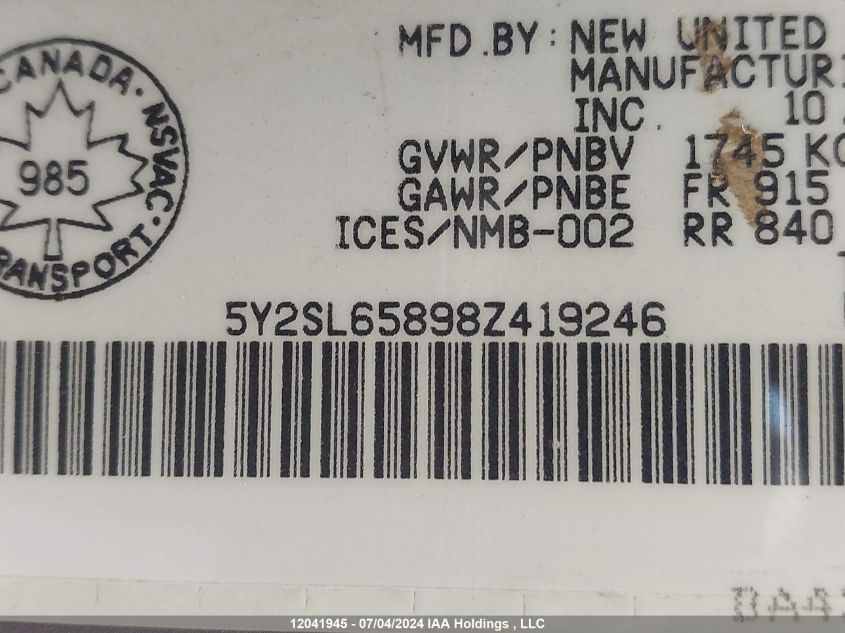 CANADA · NSVAC · TRANSPORT
985
MFD.BY: NEW UNITED
MANUFACTURI
INC. 10
GVWR/PNBV 1745 KG
GAWR/PNBE FR 915
ICES/NMB-002 RR 840
5Y2SL65898Z419246
12041945 - 07/04/2024 IAA Holdings , LLC